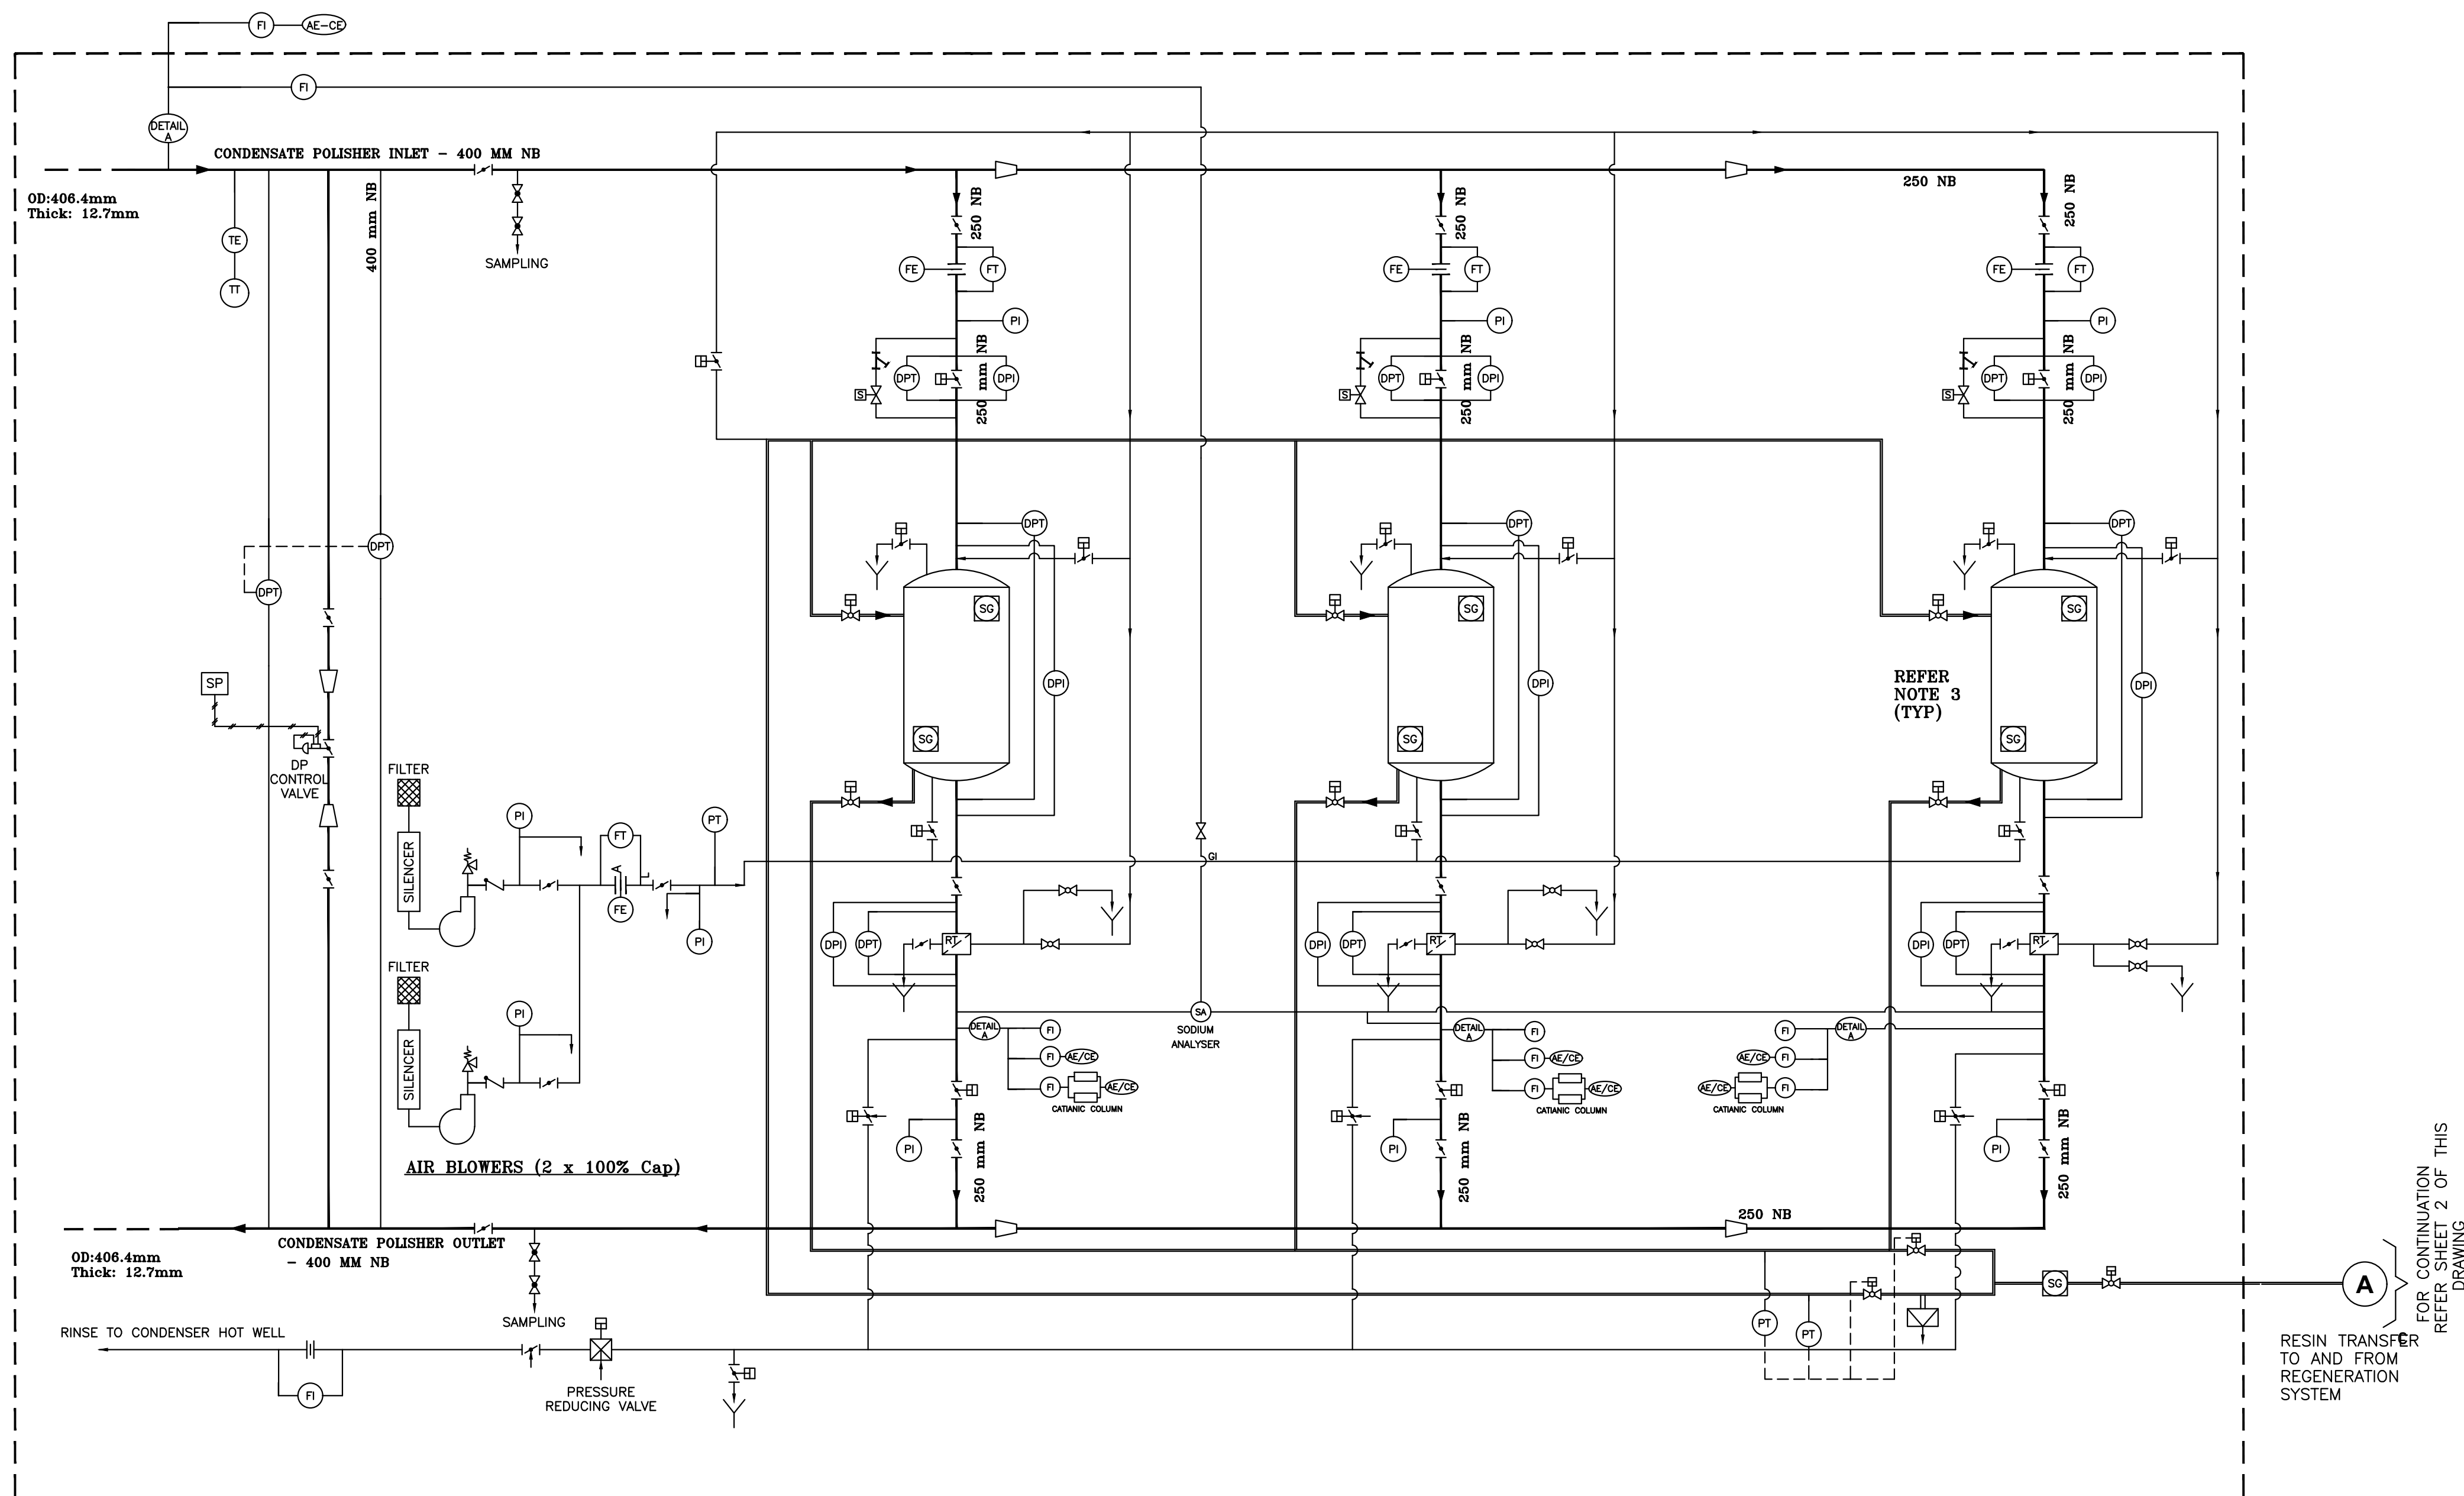 FI
AE-CE
FI
DETAIL
A
CONDENSATE POLISHER INLET - 400 MM NB
OD:406.4mm
Thick: 12.7mm
400 mm NB
250 NB
250 NB
250 NB
250 NB
TE
TT
SAMPLING
FE
FT
FE
FT
FE
FT
PI
PI
PI
250 mm NB
250 mm NB
250 mm NB
DPT
DPI
DPT
DPI
DPT
DPI
S
S
S
DPT
DPT
DPT
DPT
DPT
SG
SG
SG
SP
DPI
DPI
DPI
REFER
NOTE 3
(TYP)
SG
SG
SG
DP
CONTROL
VALVE
FILTER
SILENCER
PI
FT
A
FE
PT
PI
GI
DPI
DPT
RT
DPI
DPT
RT
DPI
DPT
RT
FILTER
SILENCER
PI
SA
SODIUM
ANALYSER
DETAIL
A
FI
FI
AE/CE
FI
AE/CE
CATIANIC COLUMN
DETAIL
A
FI
FI
AE/CE
FI
AE/CE
CATIANIC COLUMN
FI
DETAIL
A
AE/CE
FI
AE/CE
FI
CATIANIC COLUMN
PI
PI
PI
250 mm NB
250 mm NB
250 mm NB
AIR BLOWERS (2 x 100% Cap)
250 NB
CONDENSATE POLISHER OUTLET
- 400 MM NB
OD:406.4mm
Thick: 12.7mm
SAMPLING
PT
PT
SG
A
FOR CONTINUATION
REFER SHEET 2 OF THIS
DRAWING
C
RESIN TRANSFER
TO AND FROM
REGENERATION
SYSTEM
RINSE TO CONDENSER HOT WELL
FI
PRESSURE
REDUCING VALVE